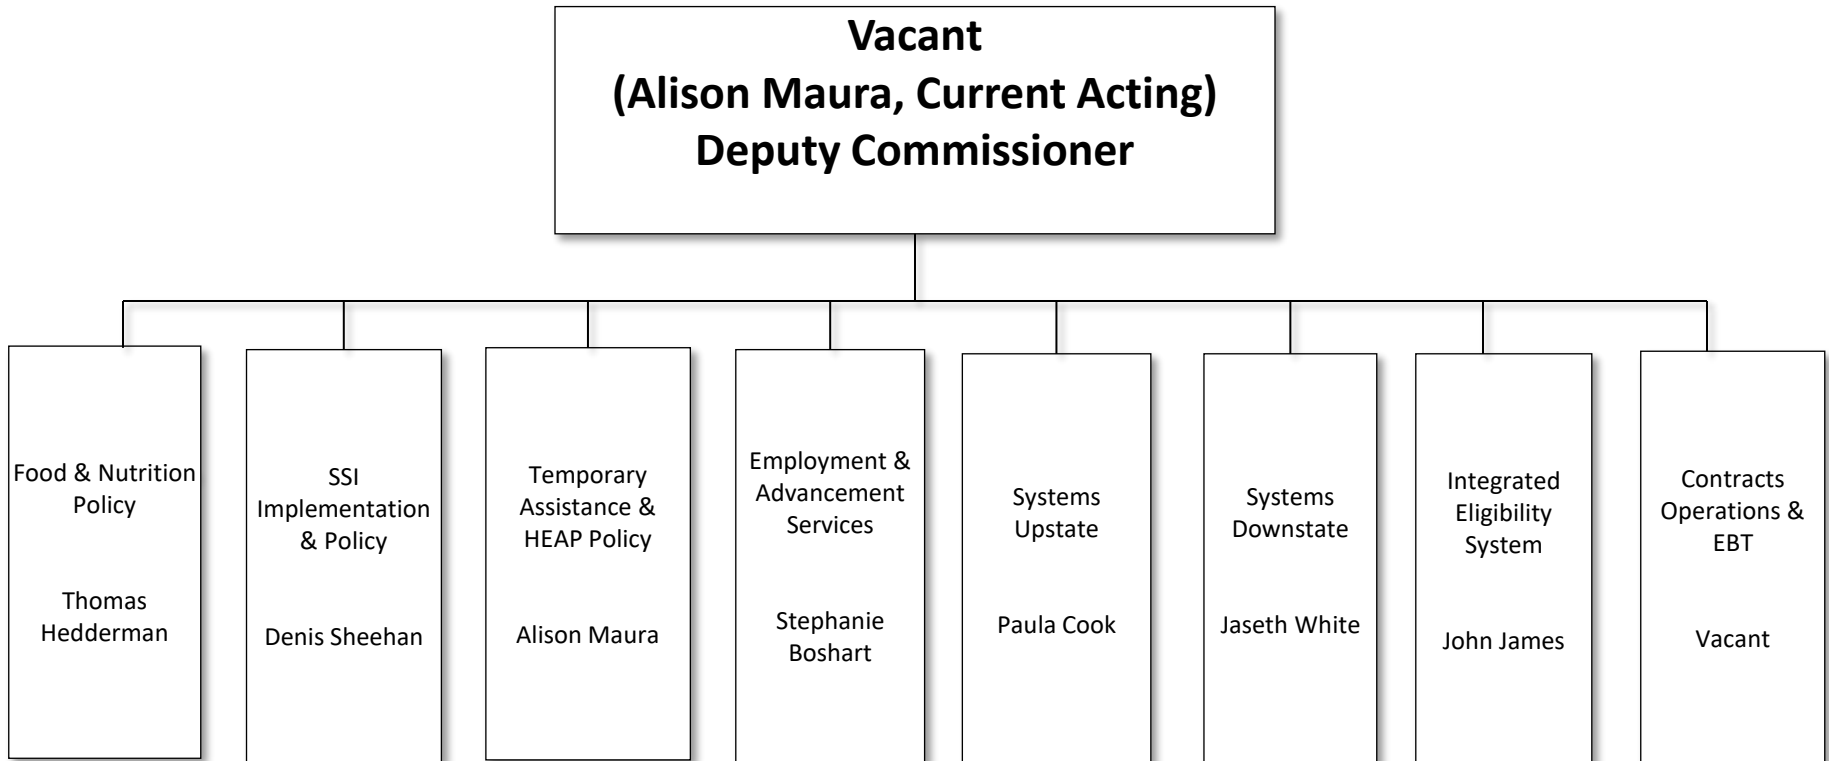 Vacant
(Alison Maura, Current Acting)
Deputy Commissioner
Food & Nutrition
Policy
Thomas
Hedderman
SSI
Implementation
& Policy
Denis Sheehan
Temporary
Assistance &
HEAP Policy
Alison Maura
Employment &
Advancement
Services
Stephanie
Boshart
Systems
Upstate
Paula Cook
Systems
Downstate
Jaseth White
Integrated
Eligibility
System
John James
Contracts
Operations &
EBT
Vacant